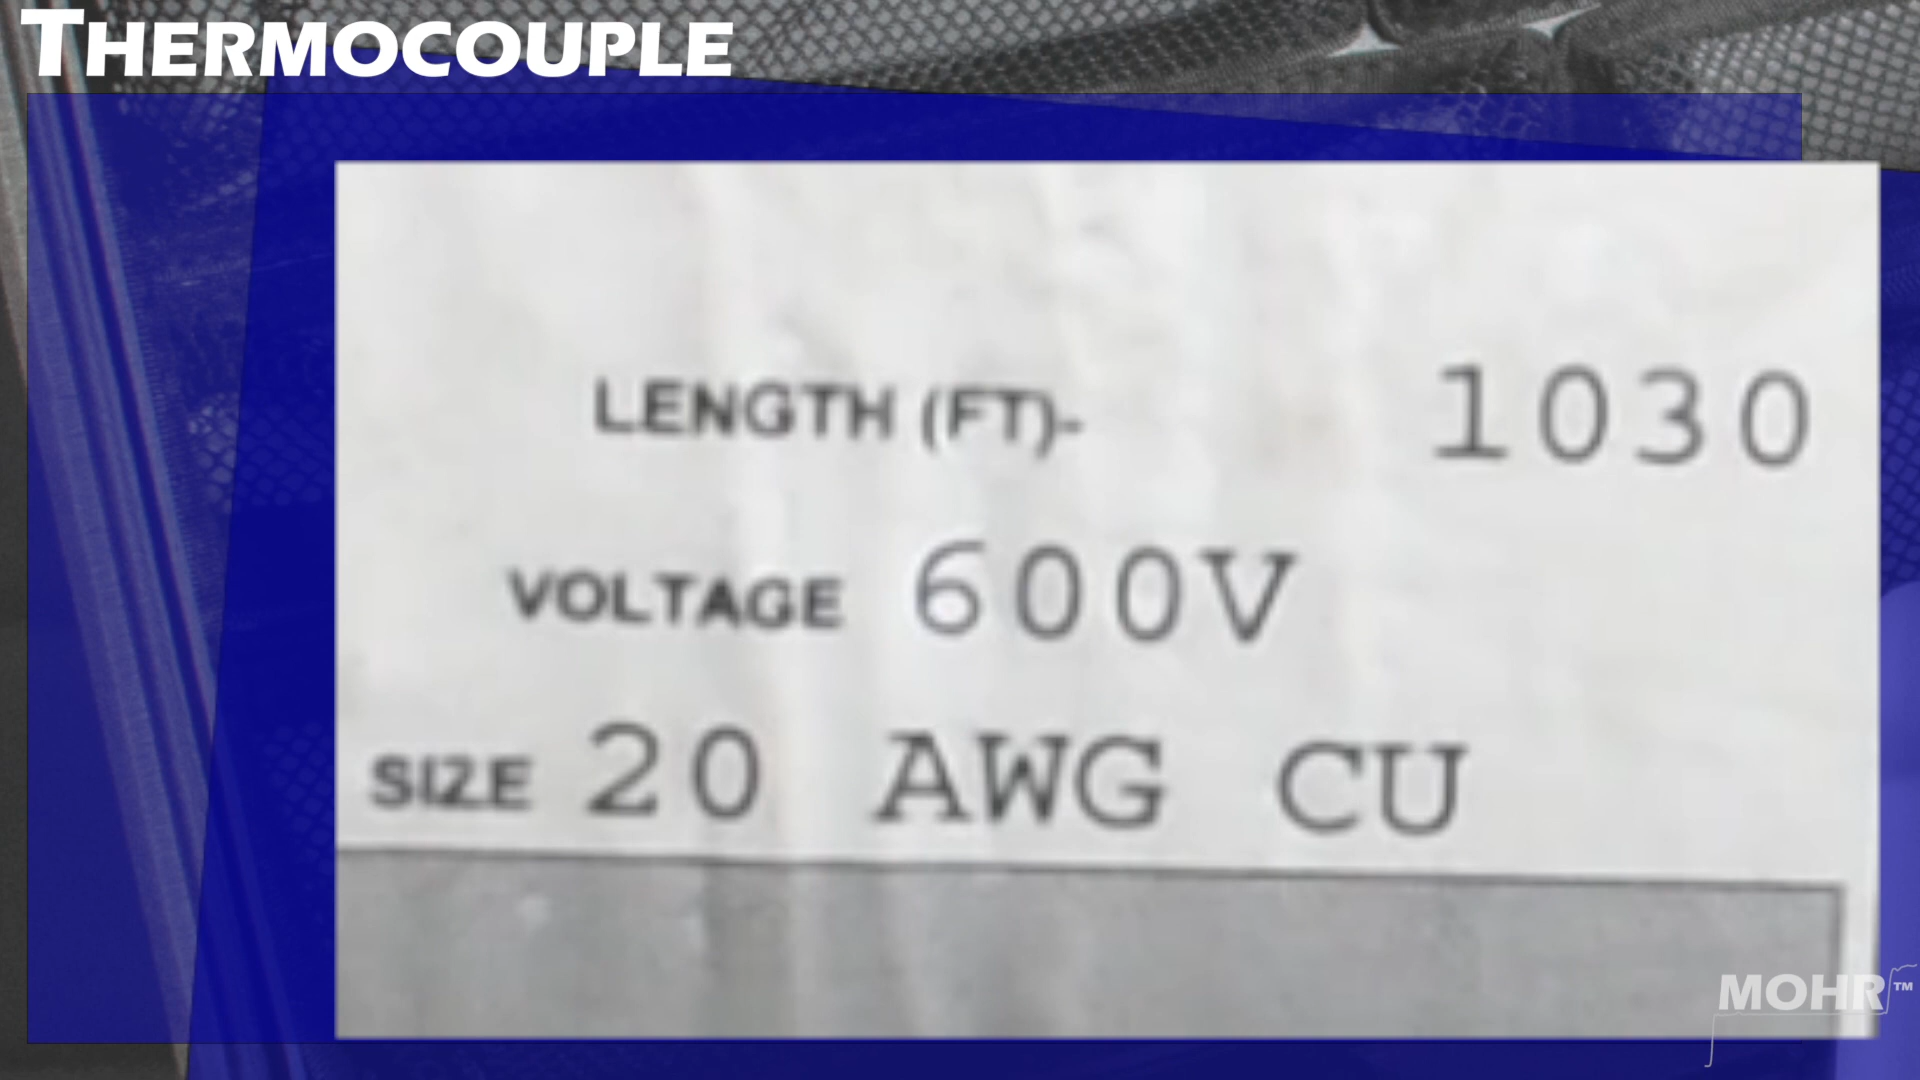 THERMOCOUPLE
LENGTH (FT)- 1030
VOLTAGE 600V
SIZE 20 AWG CU
MOHR™